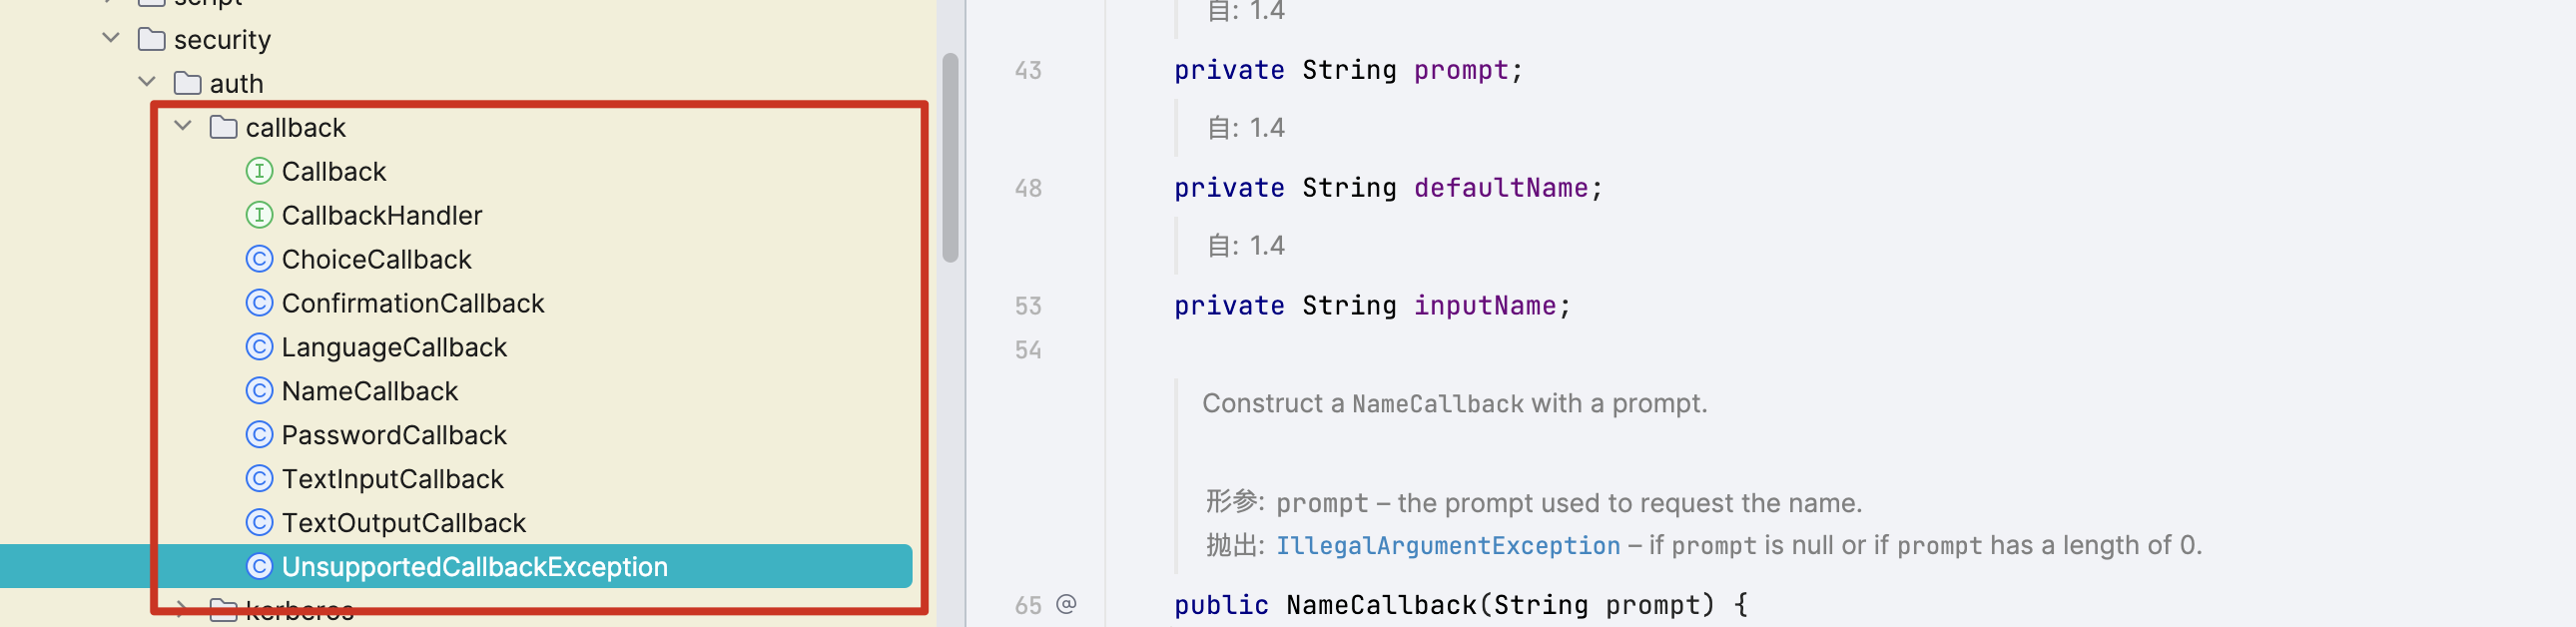 script
security
auth
callback
Callback
CallbackHandler
ChoiceCallback
ConfirmationCallback
LanguageCallback
NameCallback
PasswordCallback
TextInputCallback
TextOutputCallback
UnsupportedCallbackException
kerberos
自: 1.4
43 private String prompt;
自: 1.4
48 private String defaultName;
自: 1.4
53 private String inputName;
54
Construct a NameCallback with a prompt.
形参: prompt – the prompt used to request the name.
抛出: IllegalArgumentException – if prompt is null or if prompt has a length of 0.
65 @ public NameCallback(String prompt) {